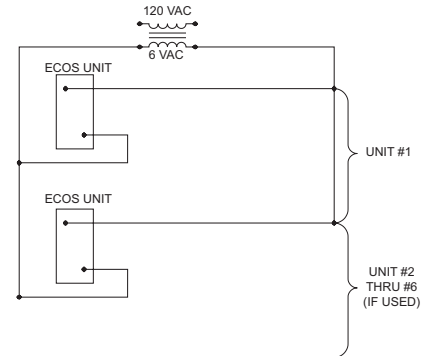 120 VAC
6 VAC
ECOS UNIT
UNIT #1
ECOS UNIT
UNIT #2
THRU #6
(IF USED)